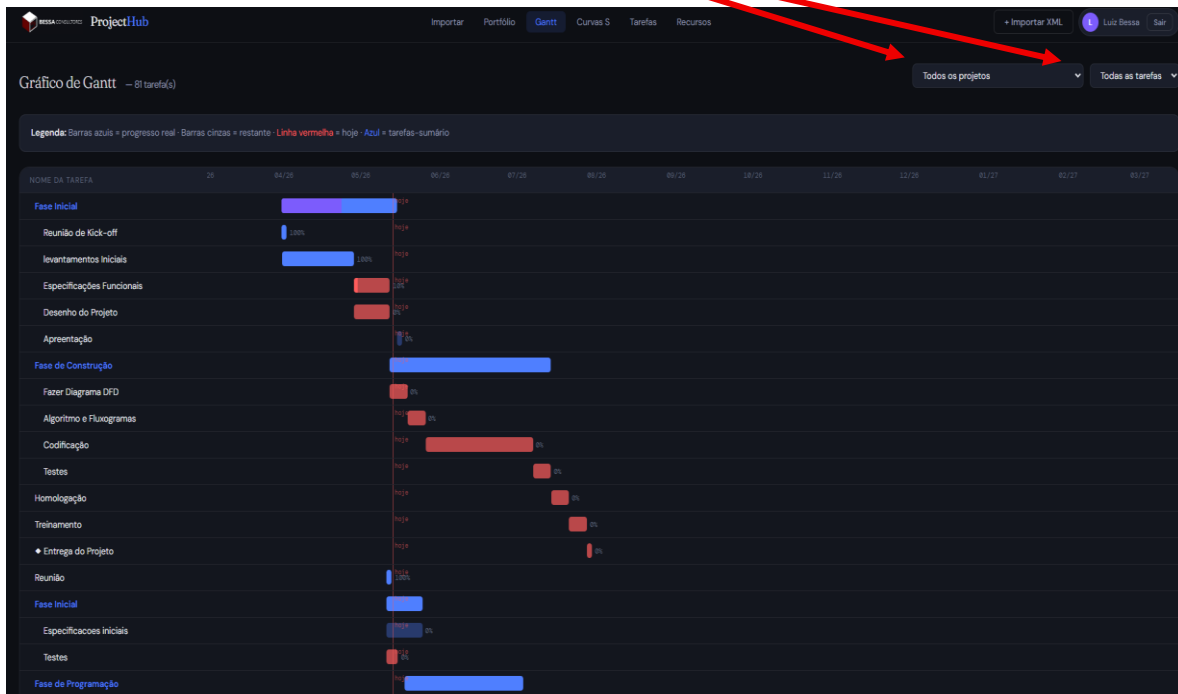 BESSA CONSULTORES ProjectHub
Importar Portfólio Gantt Curvas S Tarefas Recursos
+ Importar XML L Luiz Bessa Sair
Gráfico de Gantt — 81 tarefa(s)
Todos os projetos Todas as tarefas
Legenda: Barras azuis = progresso real · Barras cinzas = restante · Linha vermelha = hoje · Azul = tarefas-sumário
NOME DA TAREFA 26 04/26 05/26 06/26 07/26 08/26 09/26 10/26 11/26 12/26 01/27 02/27 03/27
Fase Inicial hoje
Reunião de Kick-off 100% hoje
levantamentos Iniciais 100% hoje
Especificações Funcionais hoje
Desenho do Projeto hoje 0%
Apreentação hoje 0%
Fase de Construção
Fazer Diagrama DFD 0%
Algoritmo e Fluxogramas hoje 0%
Codificação hoje 0%
Testes hoje 0%
Homologação hoje 0%
Treinamento hoje 0%
Entrega do Projeto hoje 0%
Reunião hoje 100%
Fase Inicial
Especificacoes iniciais hoje 0%
Testes hoje 0%
Fase de Programação hoje